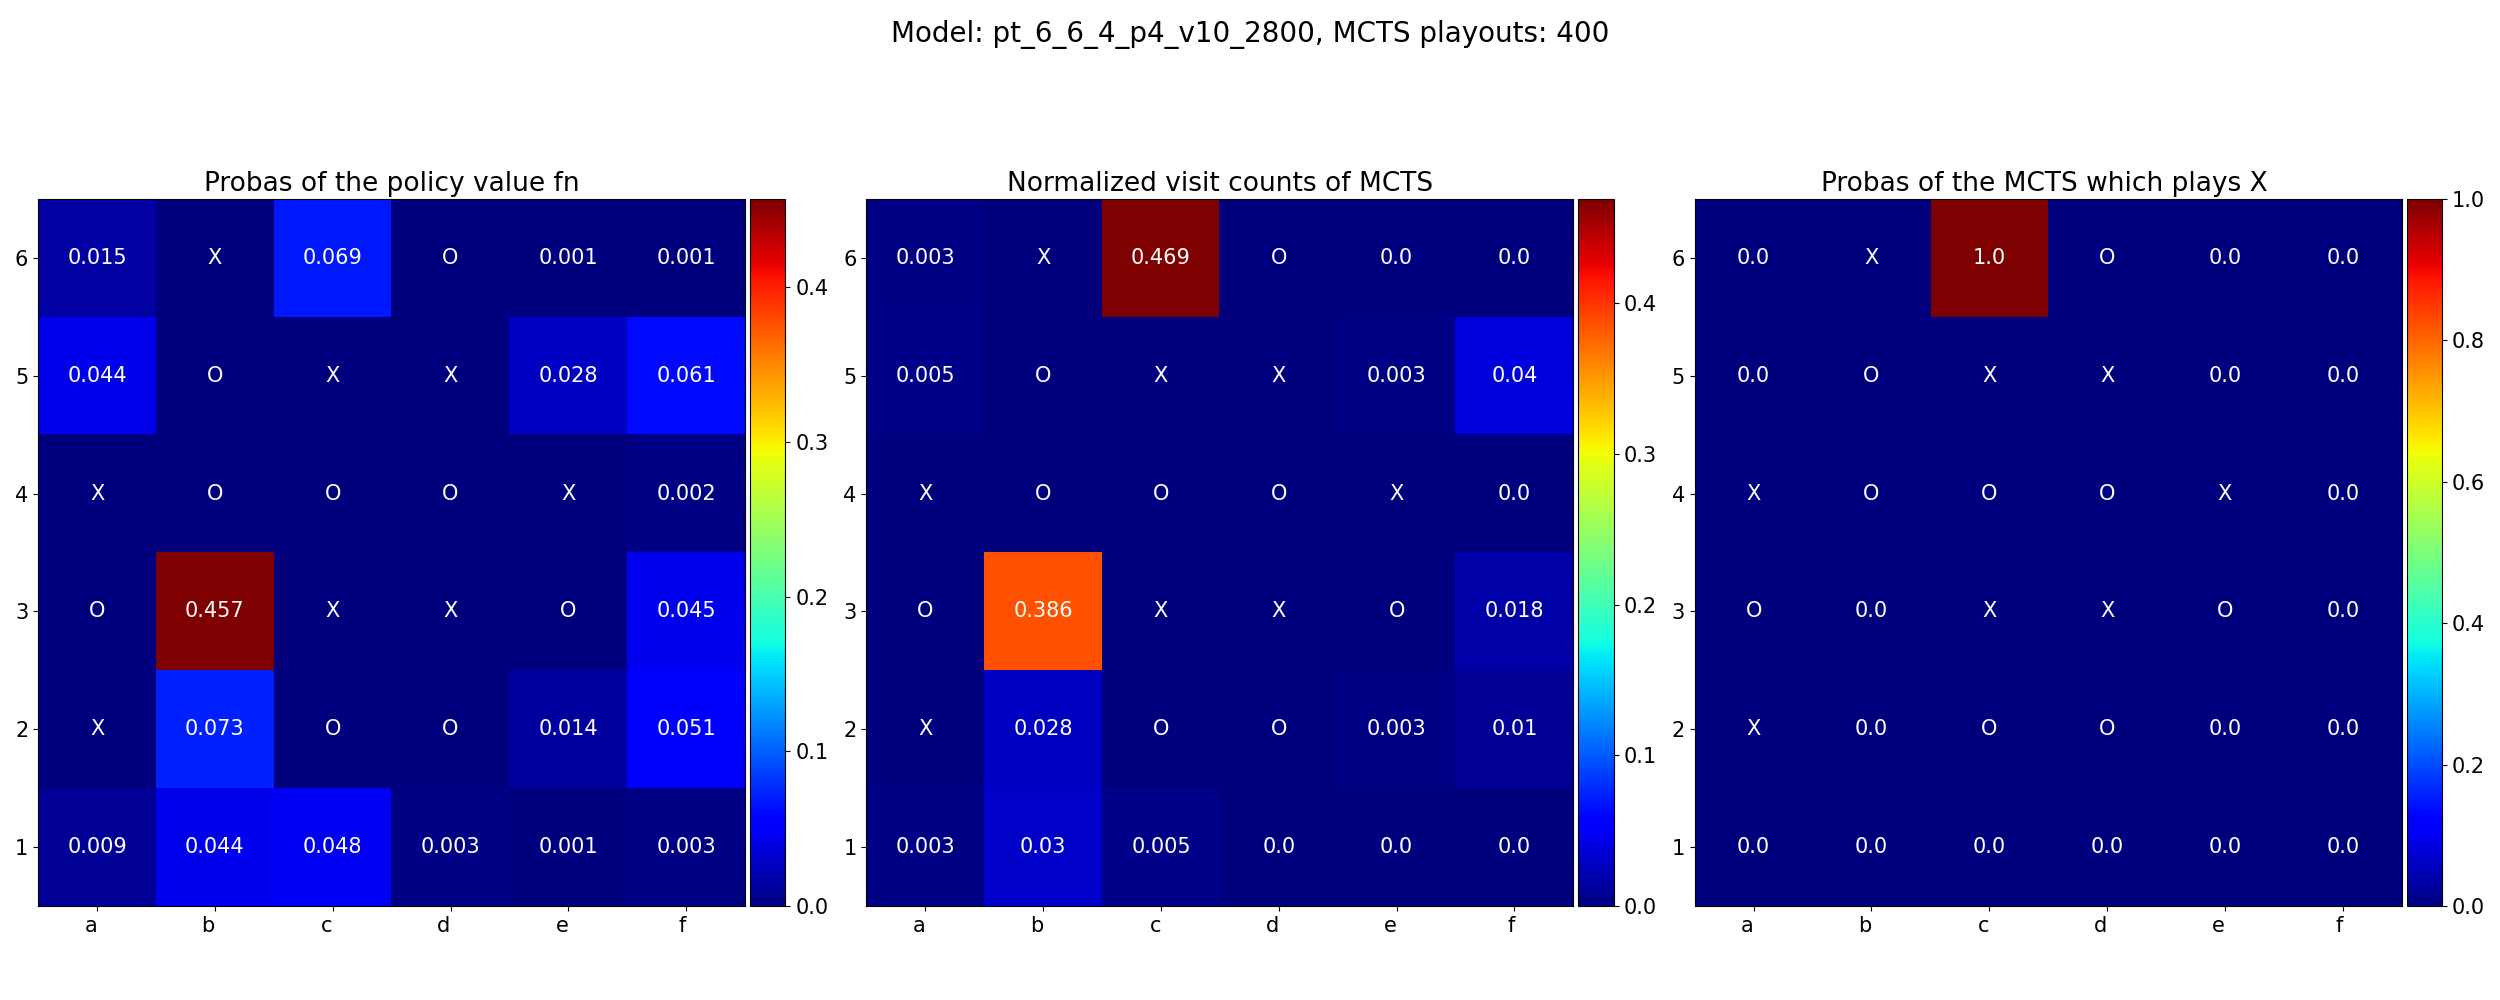 Model: pt_6_6_4_p4_v10_2800, MCTS playouts: 400
Probas of the policy value fn
6 0.015 X 0.069 O 0.001 0.001
5 0.044 O X X 0.028 0.061
4 X O O O X 0.002
3 O 0.457 X X O 0.045
2 X 0.073 O O 0.014 0.051
1 0.009 0.044 0.048 0.003 0.001 0.003
a b c d e f
0.4
0.3
0.2
0.1
0.0
Normalized visit counts of MCTS
6 0.003 X 0.469 O 0.0 0.0
5 0.005 O X X 0.003 0.04
4 X O O O X 0.0
3 O 0.386 X X O 0.018
2 X 0.028 O O 0.003 0.01
1 0.003 0.03 0.005 0.0 0.0 0.0
a b c d e f
0.4
0.3
0.2
0.1
0.0
Probas of the MCTS which plays X
6 0.0 X 1.0 O 0.0 0.0
5 0.0 O X X 0.0 0.0
4 X O O O X 0.0
3 O 0.0 X X O 0.0
2 X 0.0 O O 0.0 0.0
1 0.0 0.0 0.0 0.0 0.0 0.0
a b c d e f
1.0
0.8
0.6
0.4
0.2
0.0